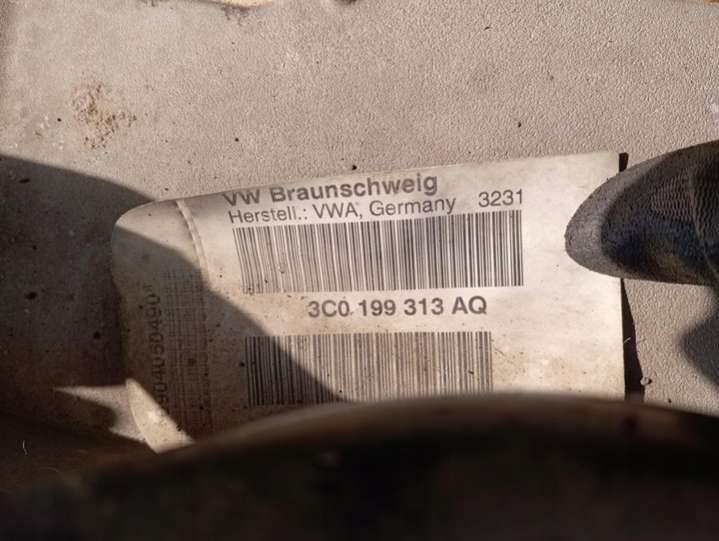 VW Braunschweig
Herstell.: VWA, Germany 3231
3C0 199 313 AQ